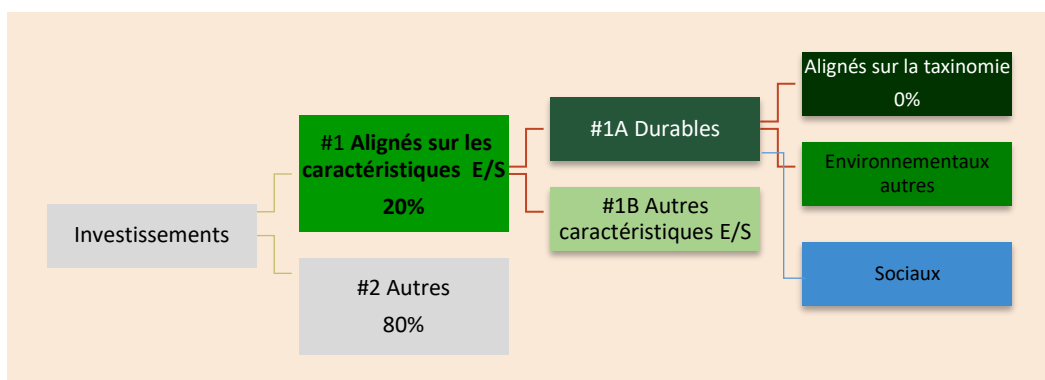 Investissements
#1 Alignés sur les
caractéristiques E/S
20%
#2 Autres
80%
#1A Durables
#1B Autres
caractéristiques E/S
Alignés sur la taxinomie
0%
Environnementaux
autres
Sociaux